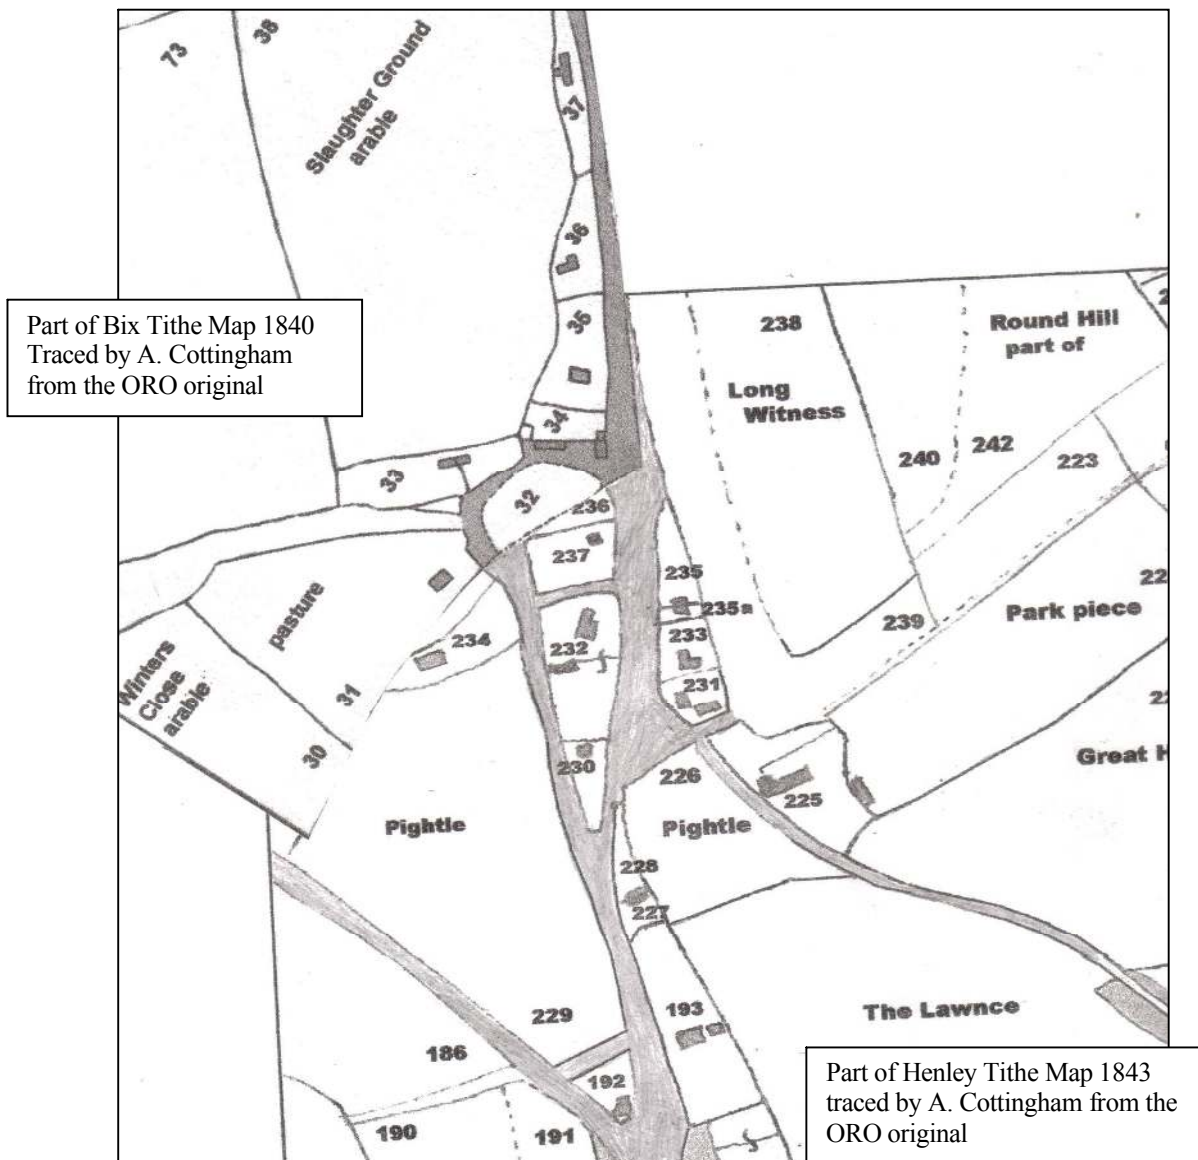 73
38
Slaughter Ground
arable
37
36
35
34
33
32
Part of Bix Tithe Map 1840
Traced by A. Cottingham
from the ORO original
238
Round Hill
part of
Long
Witness
240
242
223
236
237
235
235a
233
232
231
234
239
Park piece
pasture
31
Winters
Close
arable
30
230
226
225
Great
Pightle
Pightle
228
227
229
193
The Lawnce
186
192
190
191
Part of Henley Tithe Map 1843
traced by A. Cottingham from the
ORO original